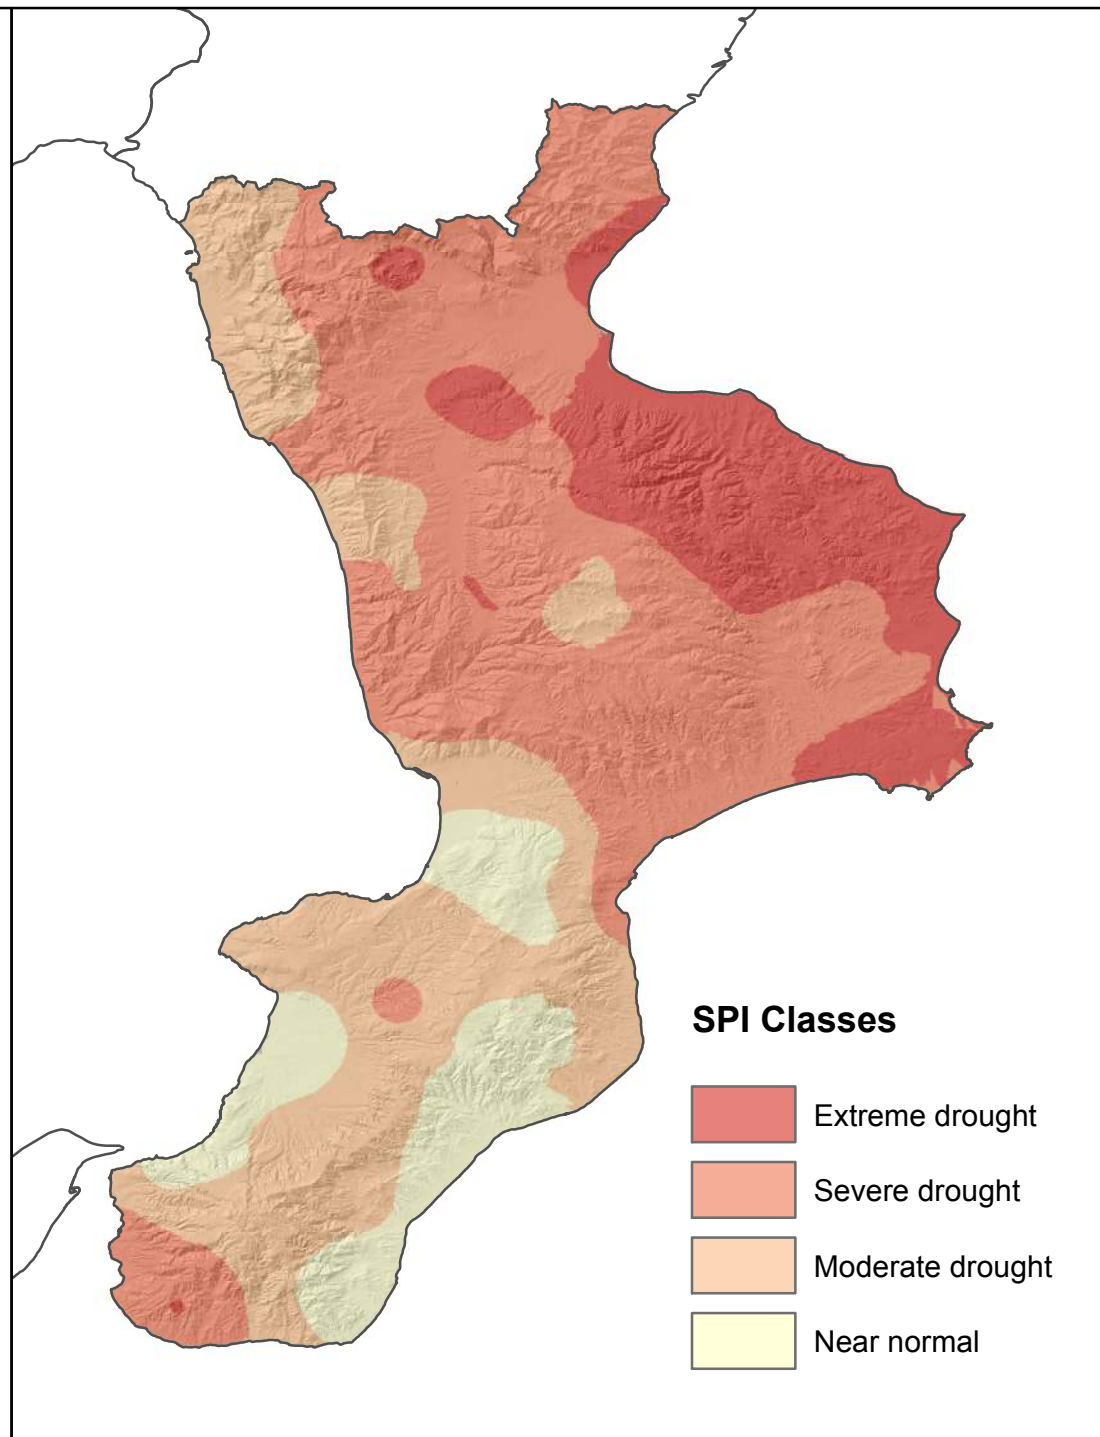 SPI Classes
Extreme drought
Severe drought
Moderate drought
Near normal